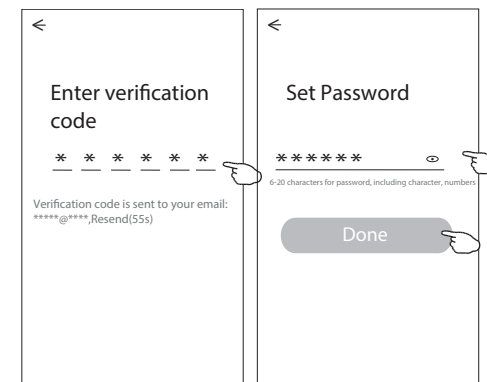 Enter verification
code
* * * * * *
Verification code is sent to your email:
*****@****,Resend(55s)
Set Password
******
6-20 characters for password, including character, numbers
Done